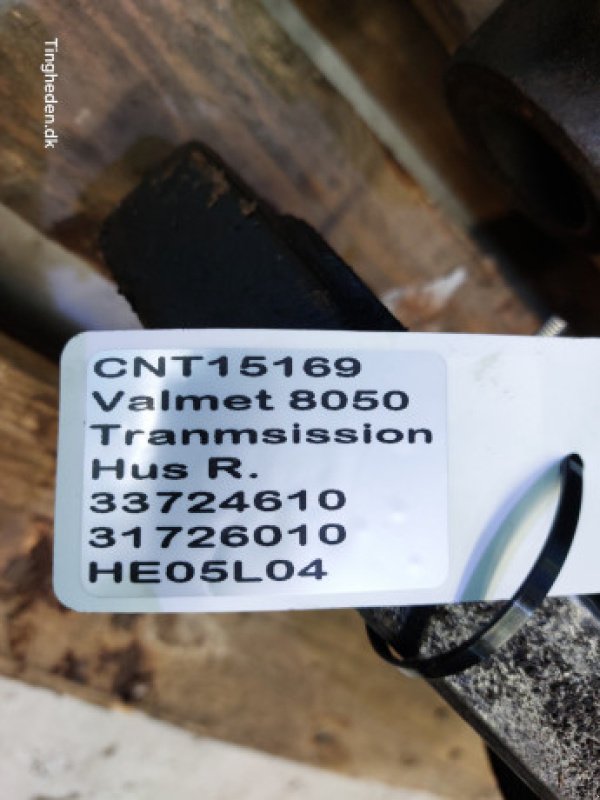 Tingheden.dk
CNT15169
Valmet 8050
Tranmsission
Hus R.
33724610
31726010
HE05L04